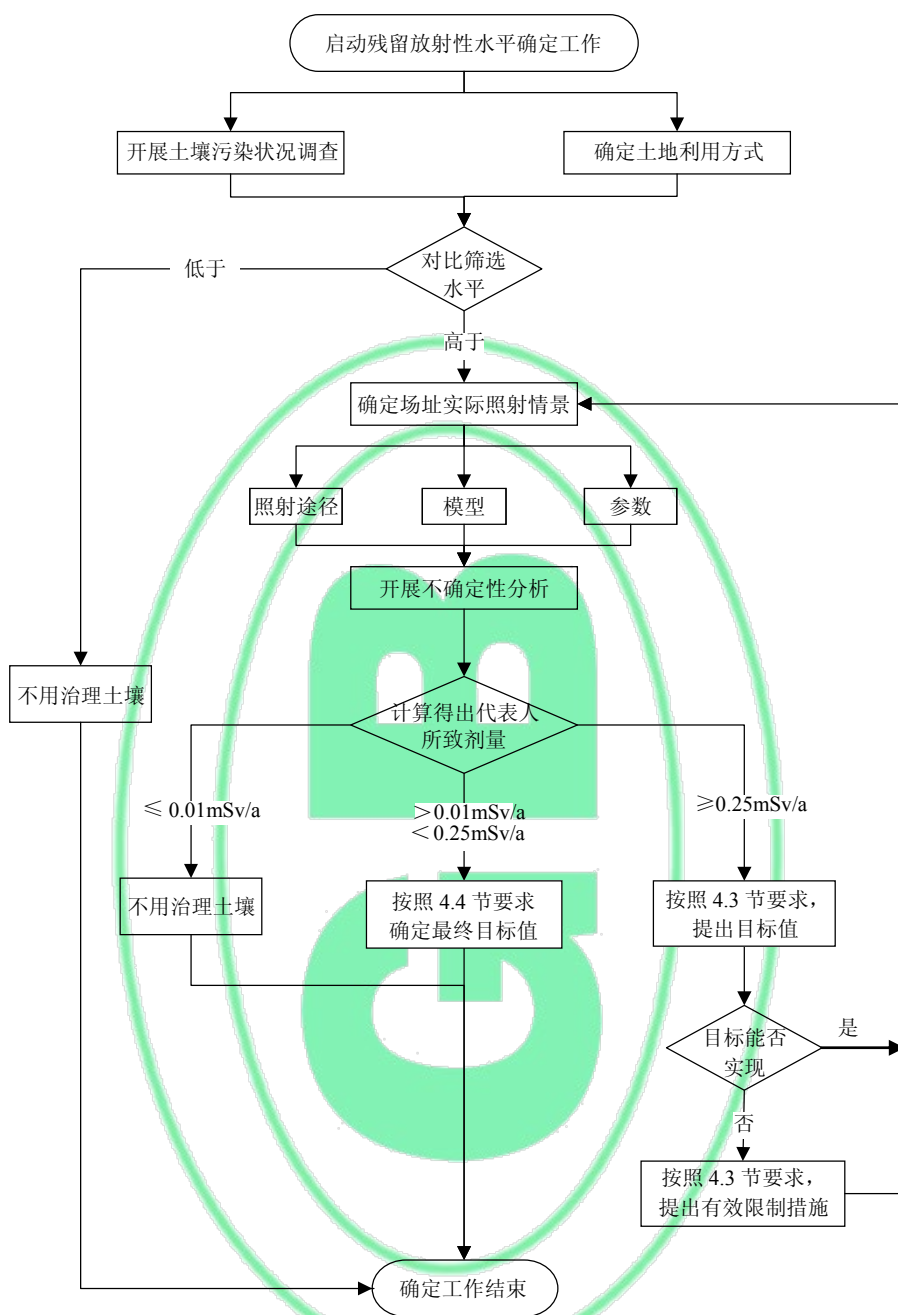 启动残留放射性水平确定工作
开展土壤污染状况调查
确定土地利用方式
对比筛选
水平
低于
高于
确定场址实际照射情景
照射途径
模型
参数
开展不确定性分析
不用治理土壤
计算得出代表人
所致剂量
≤ 0.01mSv/a
＞0.01mSv/a
＜0.25mSv/a
≥0.25mSv/a
不用治理土壤
按照 4.4 节要求
确定最终目标值
按照 4.3 节要求，
提出目标值
目标能否
实现
是
否
按照 4.3 节要求，
提出有效限制措施
确定工作结束
GB